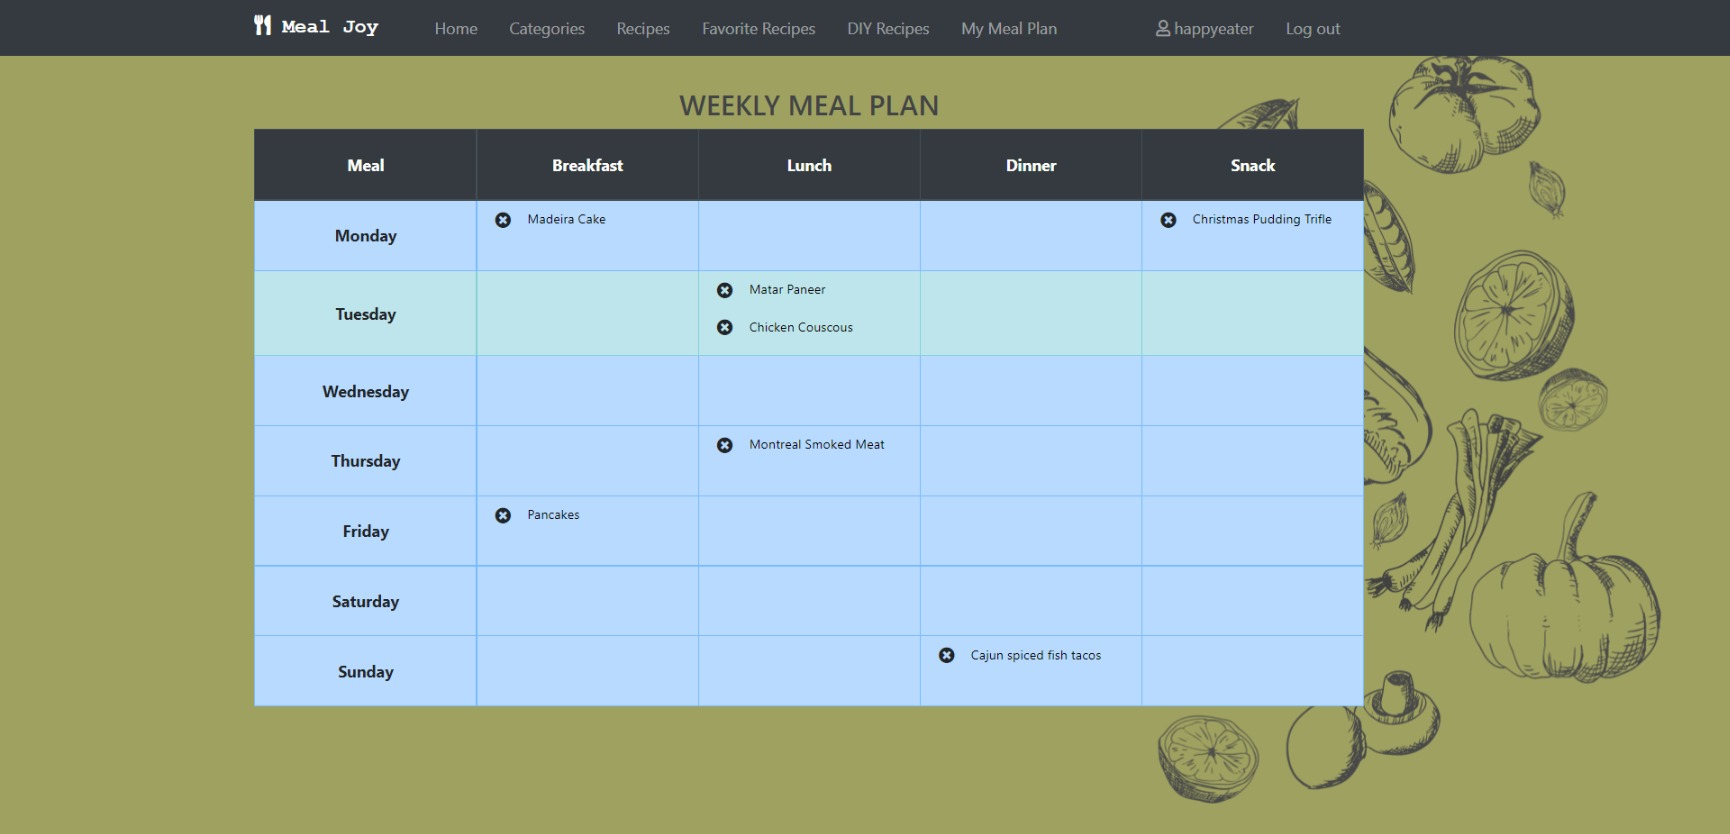 Meal Joy Home Categories Recipes Favorite Recipes DIY Recipes My Meal Plan happyeater Log out
WEEKLY MEAL PLAN
Meal Breakfast Lunch Dinner Snack
Monday Madeira Cake Christmas Pudding Trifle
Tuesday Matar Paneer
Chicken Couscous
Wednesday
Thursday Montreal Smoked Meat
Friday Pancakes
Saturday
Sunday Cajun spiced fish tacos